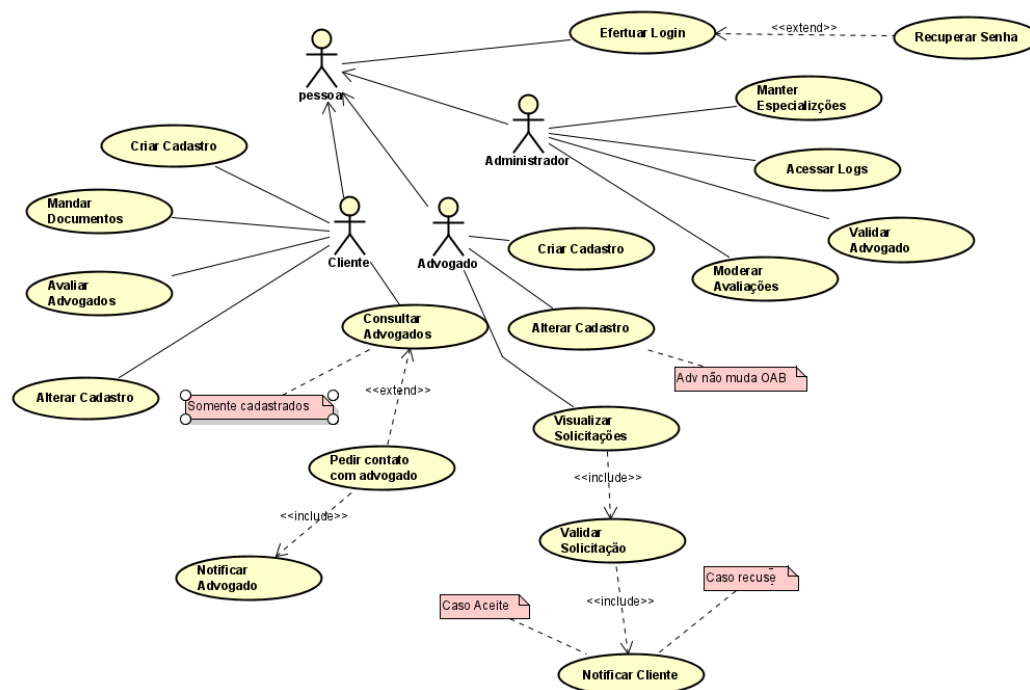 Efertuar Login
<<extend>>
Recuperar Senha
pessoa
Manter
Especializções
Administrador
Criar Cadastro
Acessar Logs
Mandar
Documentos
Validar
Advogado
Criar Cadastro
Cliente
Advogado
Moderar
Avaliações
Avaliar
Advogados
Consultar
Advogados
Alterar Cadastro
Adv não muda OAB
Alterar Cadastro
<<extend>>
Somente cadastrados
Visualizar
Solicitações
Pedir contato
com advogado
<<include>>
<<include>>
Validar
Solicitação
Notificar
Advogado
Caso recuse
Caso Aceite
<<include>>
Notificar Cliente